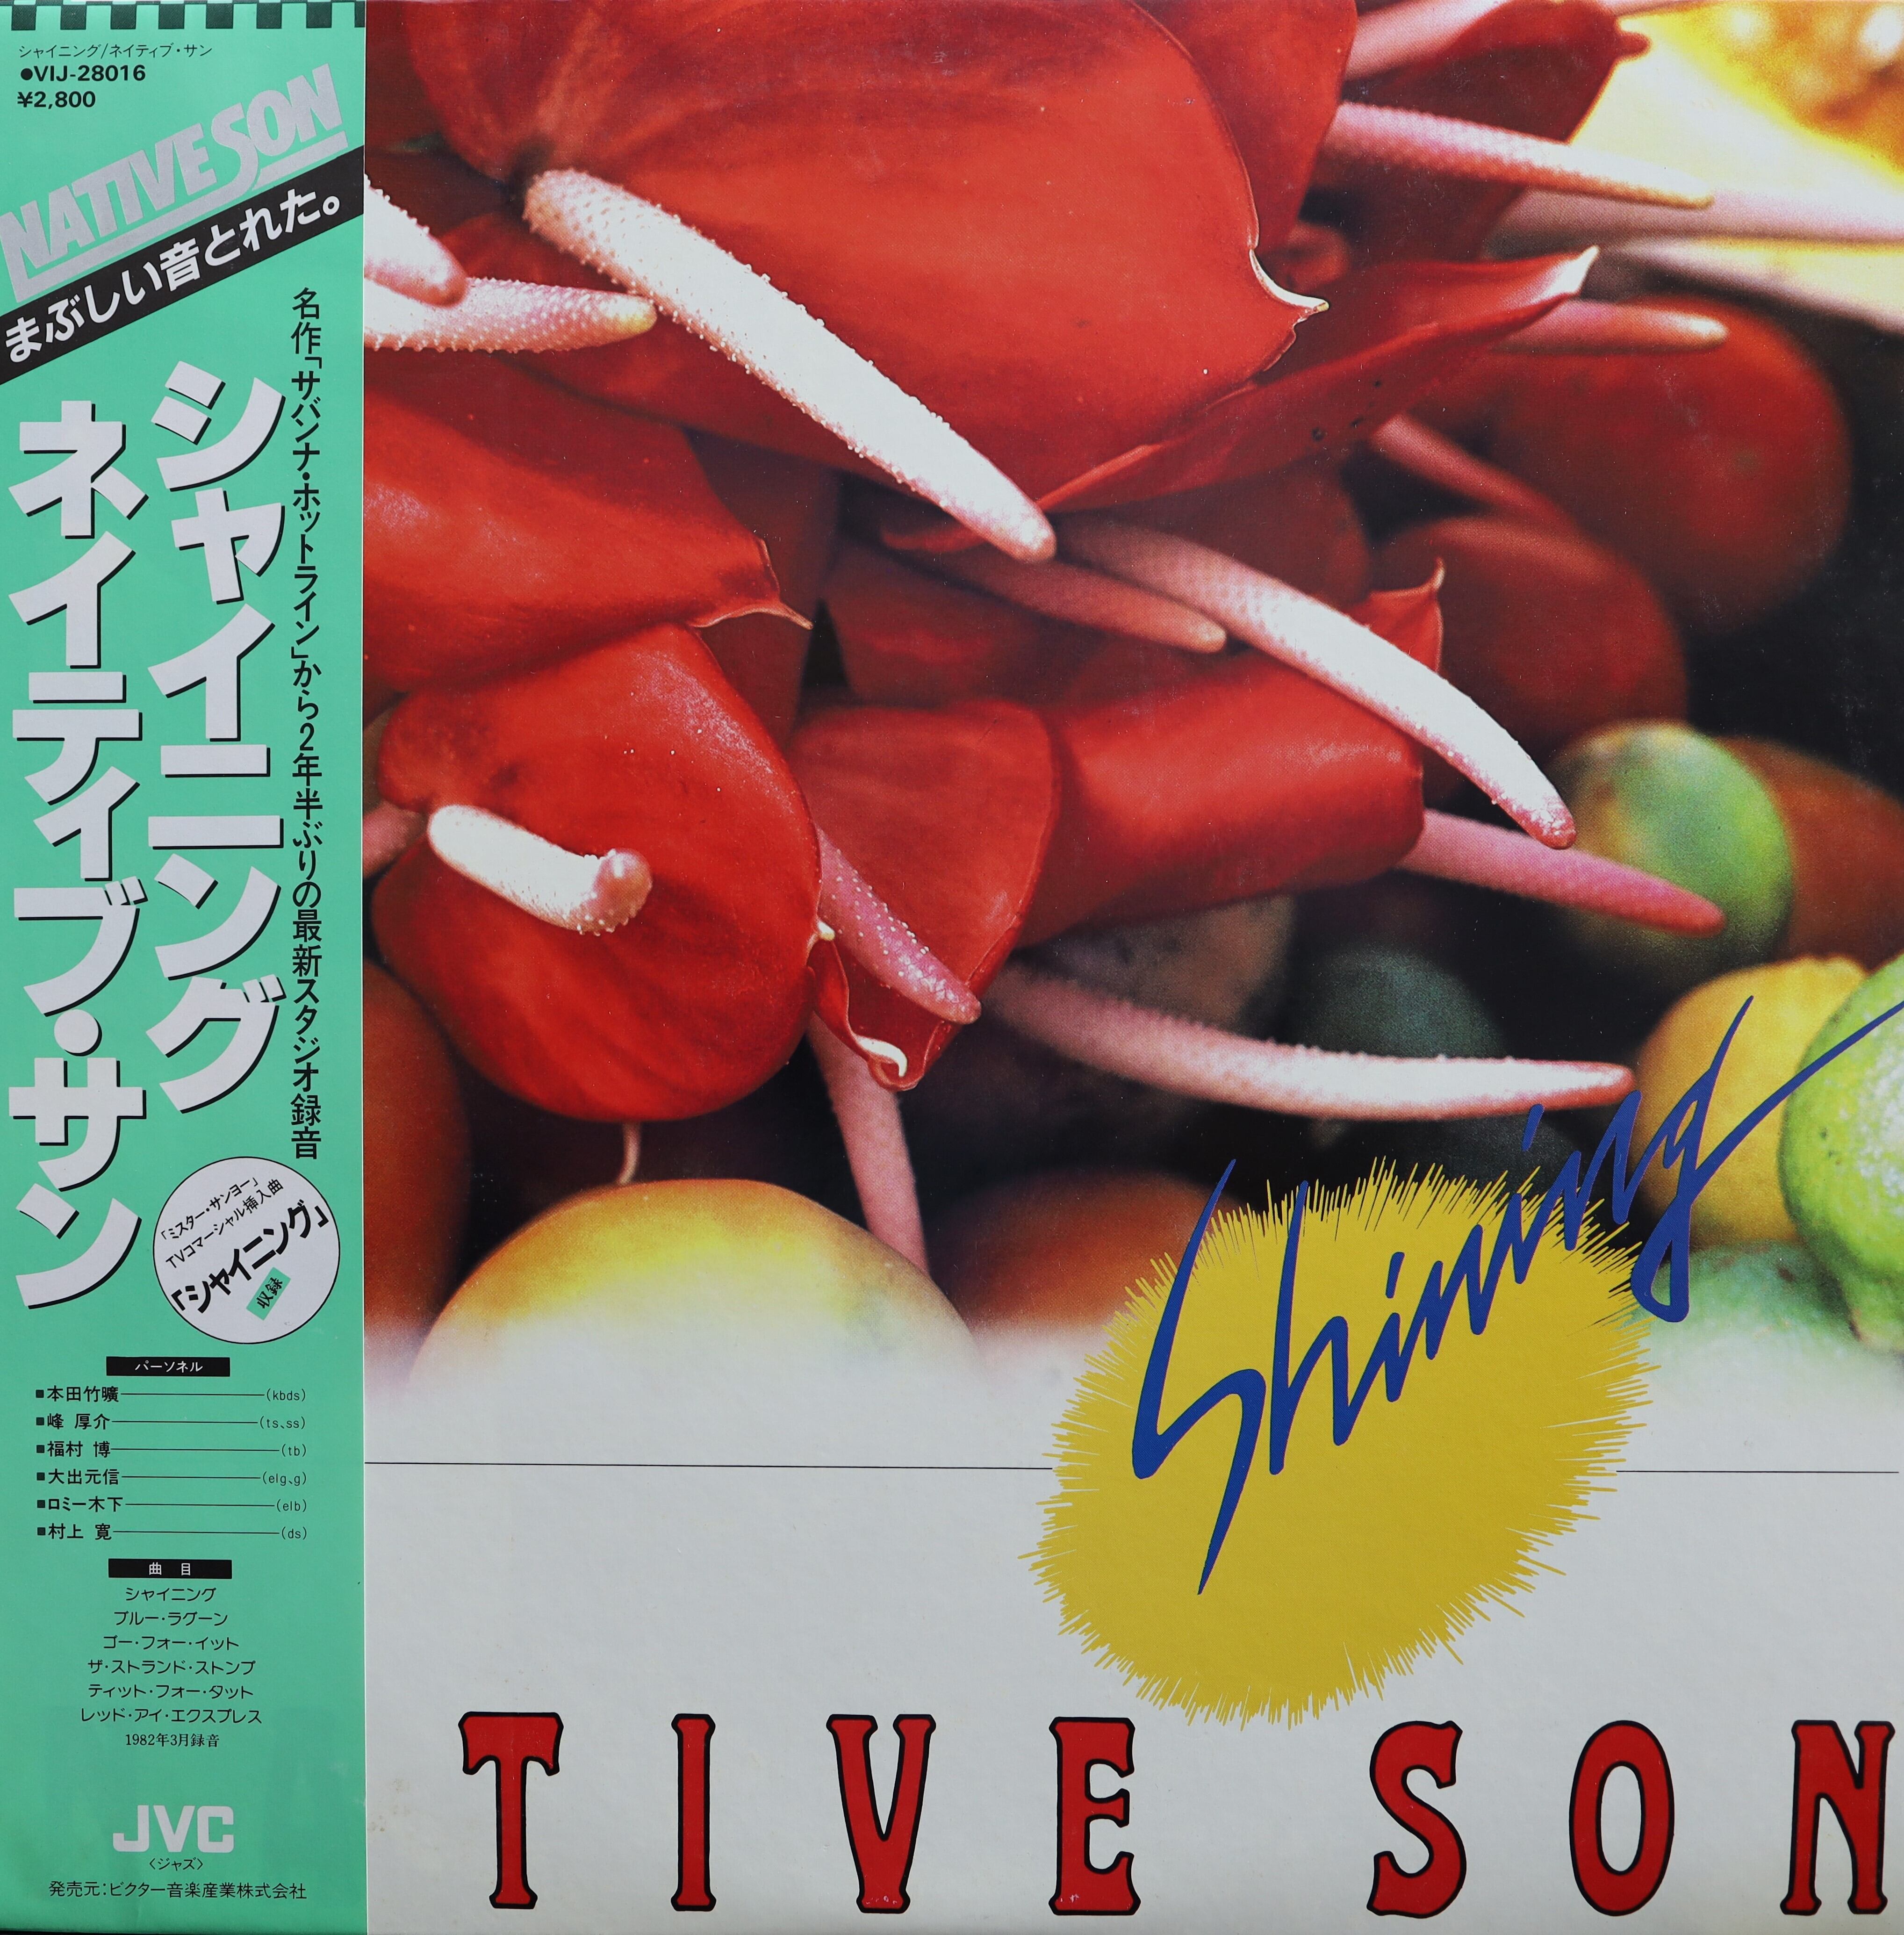 シャイニング/ネイティブ・サン
●VIJ-28016
¥2,800
NATIVE SON
まぶしい音とれた。
名作「サバンナ・ホットライン」から2年半ぶりの最新スタジオ録音
シャイニング
ネイティブ・サン
「ミスター・サンヨー」
TVコマーシャル挿入曲
「シャイニング」
収録
パーソネル
■本田竹曠―(kbds)
■峰 厚介―(ts、ss)
■福村 博―(tb)
■大出元信―(elg、g)
■ロミー木下―(elb)
■村上 寛―(ds)
曲 目
シャイニング
ブルー・ラグーン
ゴー・フォー・イット
ザ・ストランド・ストンプ
ティット・フォー・タット
レッド・アイ・エクスプレス
1982年3月録音
JVC
〈ジャズ〉
発売元：ビクター音楽産業株式会社
Shining
TIVE SON